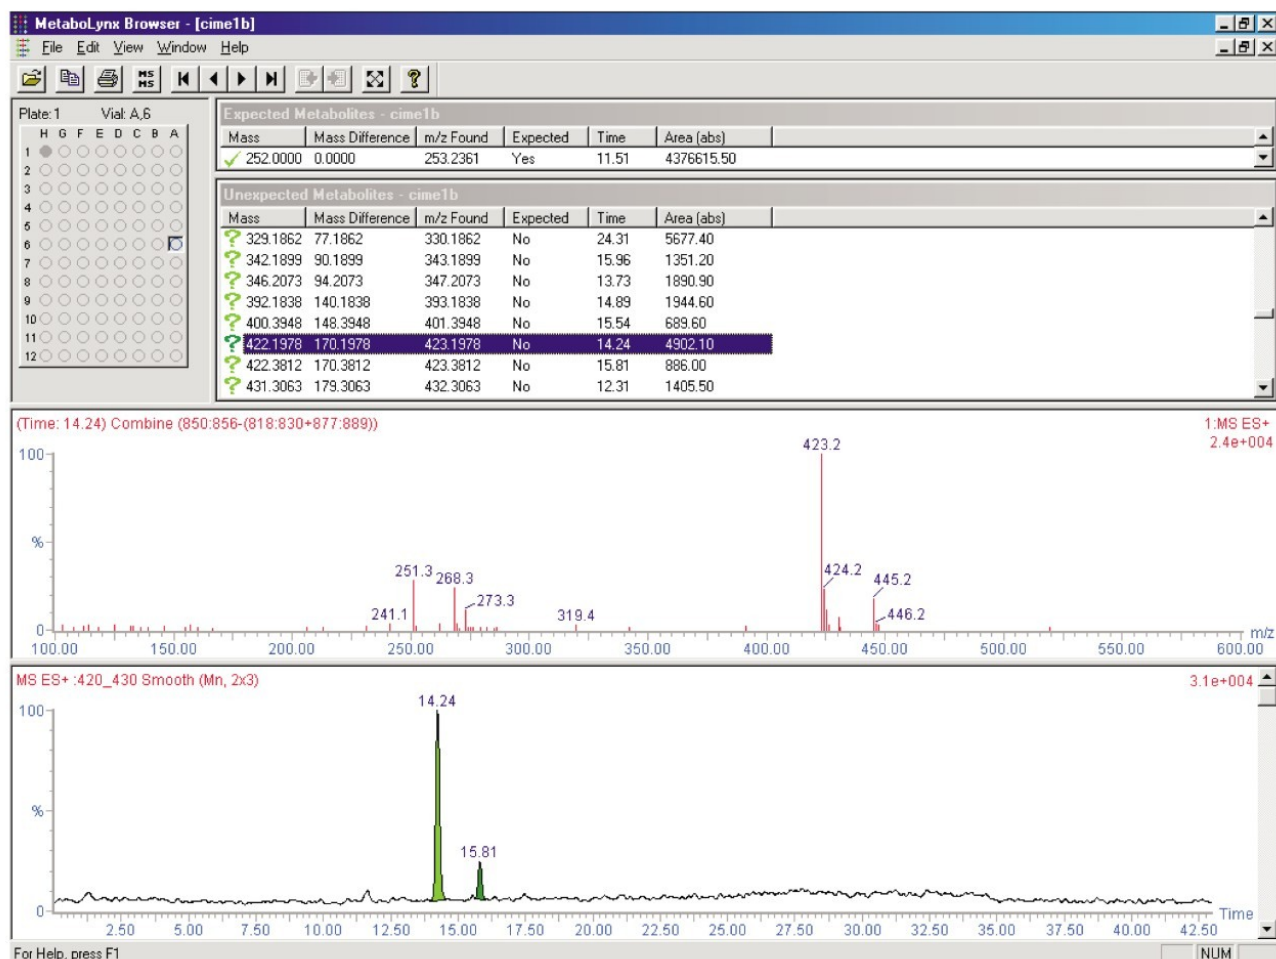 MetaboLynx Browser - [cime1b]
File Edit View Window Help
MS
MS
Plate: 1 Vial: A,6
H G F E D C B A
1
2
3
4
5
6
7
8
9
10
11
12
Expected Metabolites - cime1b
Mass Mass Difference m/z Found Expected Time Area (abs)
252.0000 0.0000 253.2361 Yes 11.51 4376615.50
Unexpected Metabolites - cime1b
Mass Mass Difference m/z Found Expected Time Area (abs)
329.1862 77.1862 330.1862 No 24.31 5677.40
342.1899 90.1899 343.1899 No 15.96 1351.20
346.2073 94.2073 347.2073 No 13.73 1890.90
392.1838 140.1838 393.1838 No 14.89 1944.60
400.3948 148.3948 401.3948 No 15.54 689.60
422.1978 170.1978 423.1978 No 14.24 4902.10
422.3812 170.3812 423.3812 No 15.81 886.00
431.3063 179.3063 432.3063 No 12.31 1405.50
(Time: 14.24) Combine (850:856-(818:830+877:889)) 1:MS ES+
2.4e+004
423.2
100
%
251.3
268.3
424.2
445.2
273.3
241.1
319.4
446.2
0
100.00 150.00 200.00 250.00 300.00 350.00 400.00 450.00 500.00 550.00 600.00 m/z
MS ES+ :420_430 Smooth (Mn, 2x3) 3.1e+004
14.24
100
%
15.81
0
2.50 5.00 7.50 10.00 12.50 15.00 17.50 20.00 22.50 25.00 27.50 30.00 32.50 35.00 37.50 40.00 42.50 Time
For Help, press F1 NUM